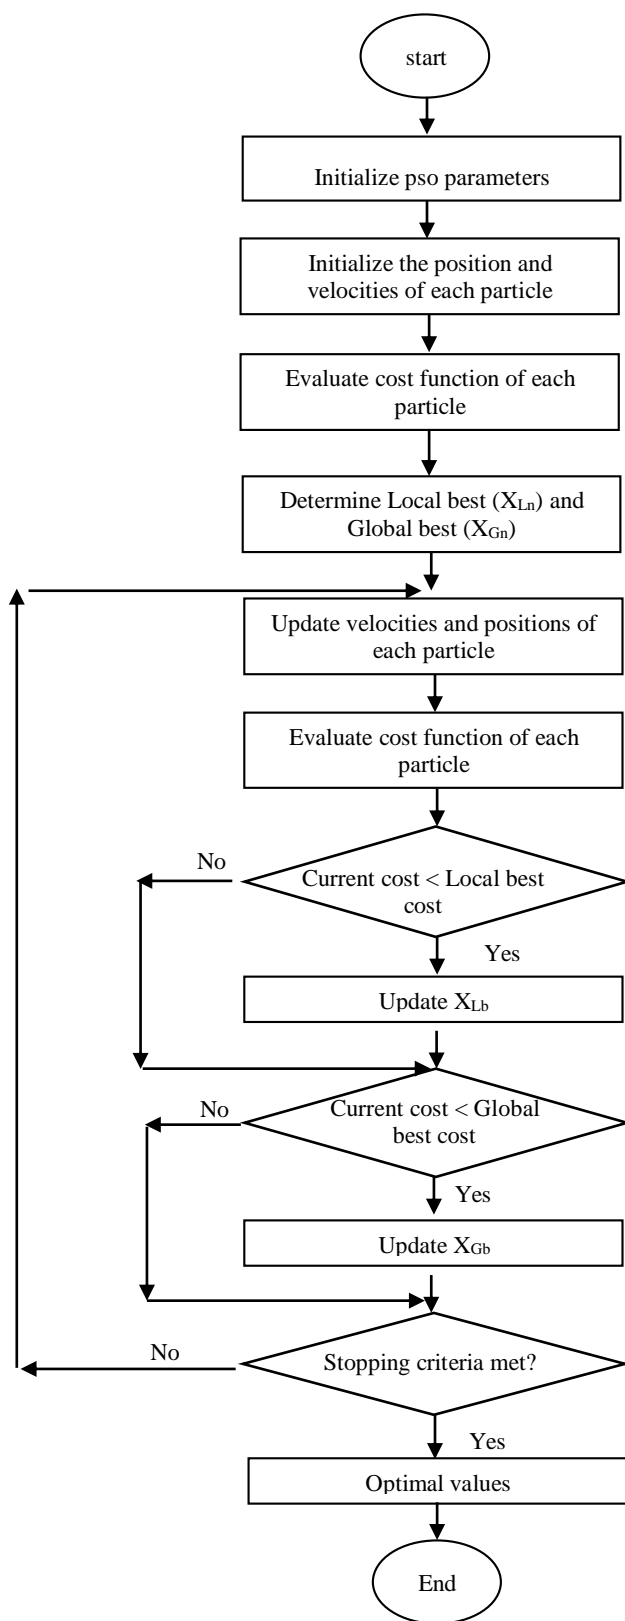 start
Initialize pso parameters
Initialize the position and
velocities of each particle
Evaluate cost function of each
particle
Determine Local best (XLn) and
Global best (XGn)
Update velocities and positions of
each particle
Evaluate cost function of each
particle
No
Current cost < Local best
cost
Yes
Update XLb
No
Current cost < Global
best cost
Yes
Update XGb
No
Stopping criteria met?
Yes
Optimal values
End